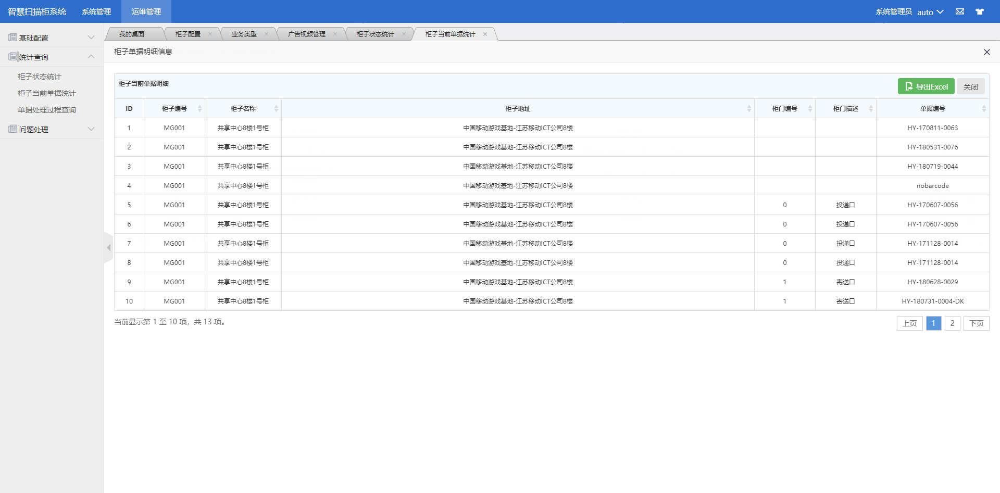 智慧扫描柜系统 系统管理 运维管理 系统管理员 auto
基础配置
统计查询
柜子状态统计
柜子当前单据统计
单据处理过程查询
问题处理
我的桌面 柜子配置 业务类型 广告视频管理 柜子状态统计 柜子当前单据统计
柜子单据明细信息
柜子当前单据明细 导出Excel 关闭
ID 柜子编号 柜子名称 柜子地址 柜门编号 柜门描述 单据编号
1 MG001 共享中心8楼1号柜 中国移动游戏基地-江苏移动ICT公司8楼 HY-170811-0063
2 MG001 共享中心8楼1号柜 中国移动游戏基地-江苏移动ICT公司8楼 HY-180531-0076
3 MG001 共享中心8楼1号柜 中国移动游戏基地-江苏移动ICT公司8楼 HY-180719-0044
4 MG001 共享中心8楼1号柜 中国移动游戏基地-江苏移动ICT公司8楼 nobarcode
5 MG001 共享中心8楼1号柜 中国移动游戏基地-江苏移动ICT公司8楼 0 投递口 HY-170607-0056
6 MG001 共享中心8楼1号柜 中国移动游戏基地-江苏移动ICT公司8楼 0 投递口 HY-170607-0056
7 MG001 共享中心8楼1号柜 中国移动游戏基地-江苏移动ICT公司8楼 0 投递口 HY-171128-0014
8 MG001 共享中心8楼1号柜 中国移动游戏基地-江苏移动ICT公司8楼 0 投递口 HY-171128-0014
9 MG001 共享中心8楼1号柜 中国移动游戏基地-江苏移动ICT公司8楼 1 寄送口 HY-180628-0029
10 MG001 共享中心8楼1号柜 中国移动游戏基地-江苏移动ICT公司8楼 1 寄送口 HY-180731-0004-DK
当前显示第 1 至 10 项，共 13 项。 上页 1 2 下页